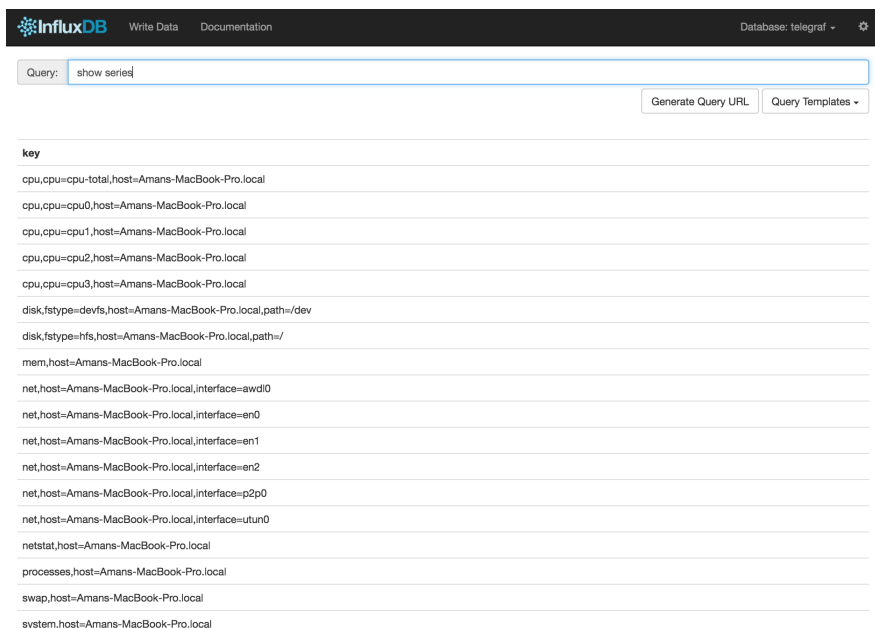 InfluxDB Write Data Documentation Database: telegraf
Query: show series
Generate Query URL Query Templates
key
cpu,cpu=cpu-total,host=Amans-MacBook-Pro.local
cpu,cpu=cpu0,host=Amans-MacBook-Pro.local
cpu,cpu=cpu1,host=Amans-MacBook-Pro.local
cpu,cpu=cpu2,host=Amans-MacBook-Pro.local
cpu,cpu=cpu3,host=Amans-MacBook-Pro.local
disk,fstype=devfs,host=Amans-MacBook-Pro.local,path=/dev
disk,fstype=hfs,host=Amans-MacBook-Pro.local,path=/
mem,host=Amans-MacBook-Pro.local
net,host=Amans-MacBook-Pro.local,interface=awdl0
net,host=Amans-MacBook-Pro.local,interface=en0
net,host=Amans-MacBook-Pro.local,interface=en1
net,host=Amans-MacBook-Pro.local,interface=en2
net,host=Amans-MacBook-Pro.local,interface=p2p0
net,host=Amans-MacBook-Pro.local,interface=utun0
netstat,host=Amans-MacBook-Pro.local
processes,host=Amans-MacBook-Pro.local
swap,host=Amans-MacBook-Pro.local
system,host=Amans-MacBook-Pro.local